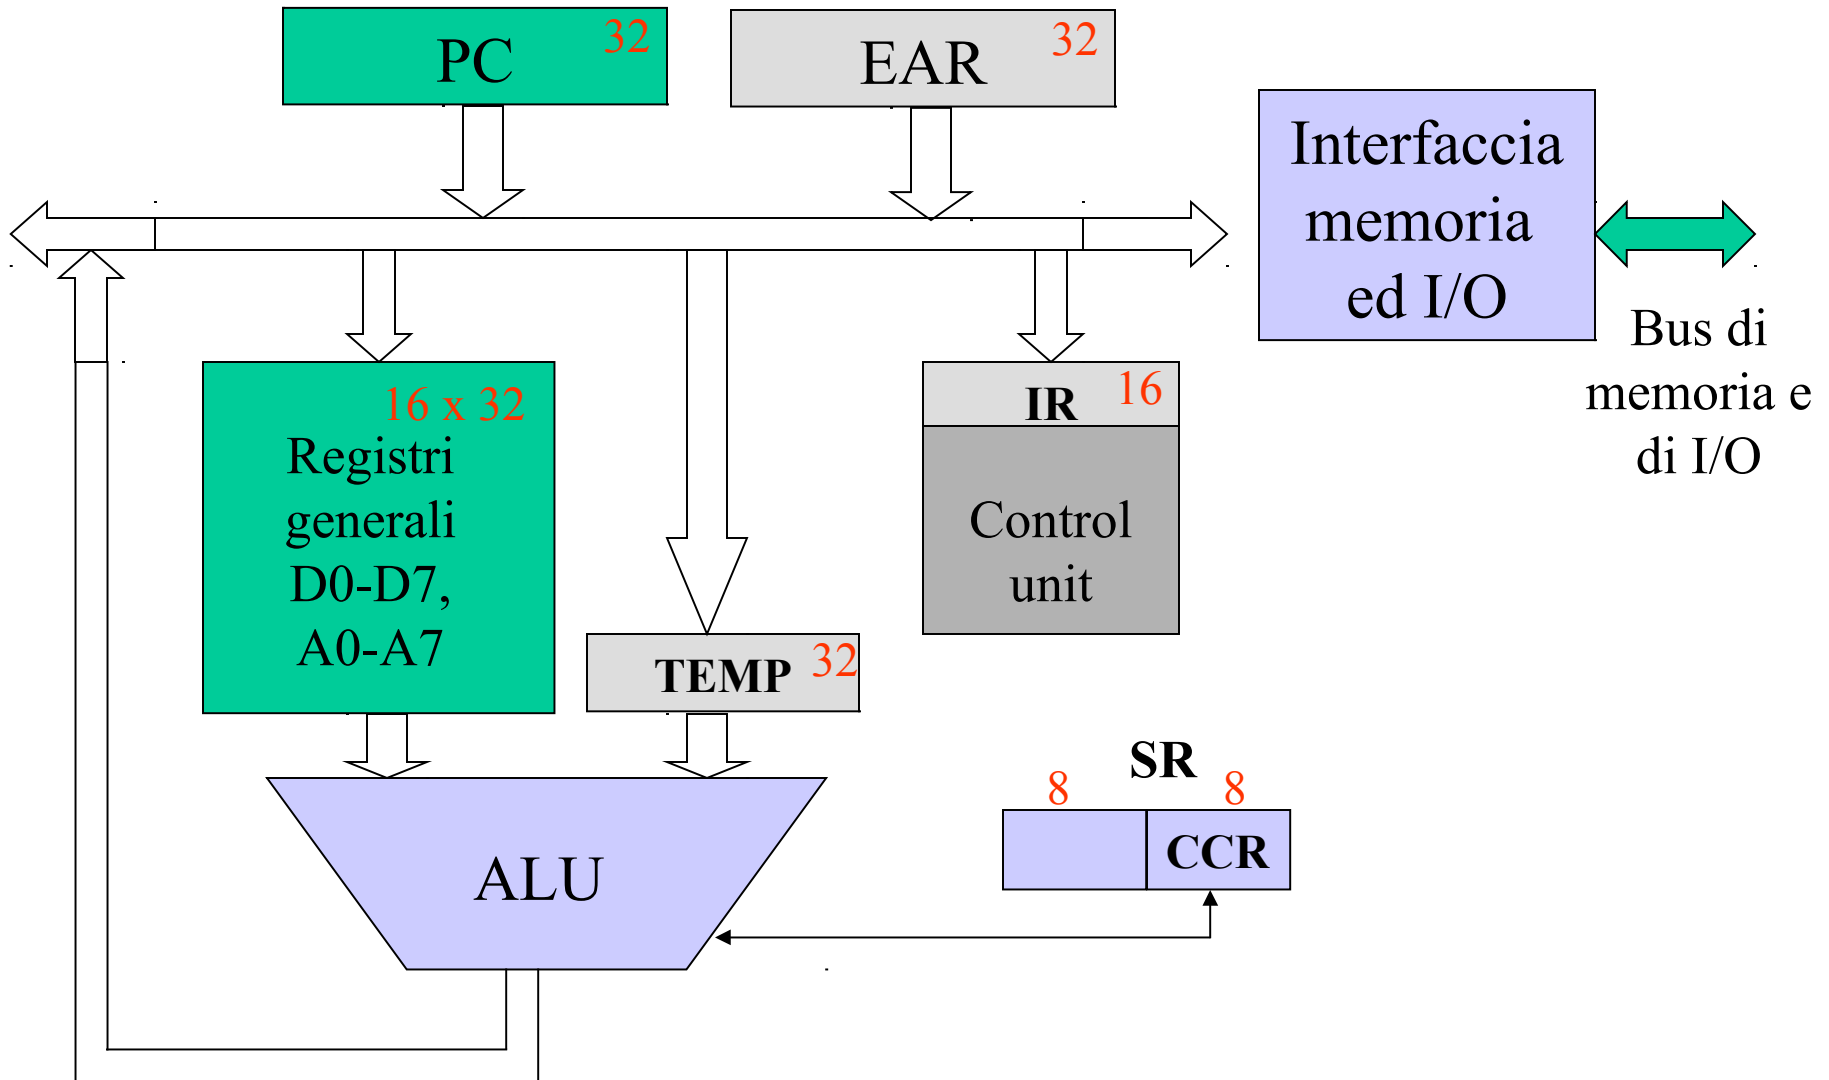 PC 32
EAR 32
Interfaccia
memoria
ed I/O
Bus di
memoria e
di I/O
16 x 32
Registri
generali
D0-D7,
A0-A7
IR 16
Control
unit
TEMP 32
SR
8 8
CCR
ALU